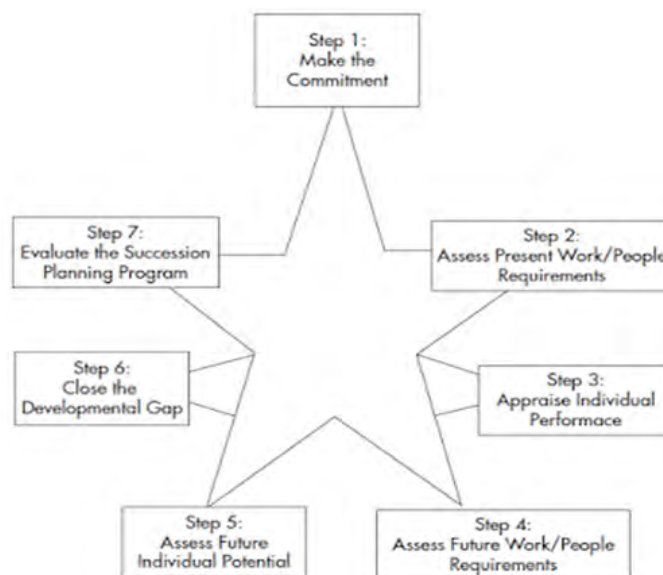 Step 1:
Make the
Commitment
Step 2:
Assess Present Work/People
Requirements
Step 3:
Appraise Individual
Performace
Step 4:
Assess Future Work/People
Requirements
Step 5:
Assess Future
Individual Potential
Step 6:
Close the
Developmental Gap
Step 7:
Evaluate the Succession
Planning Program